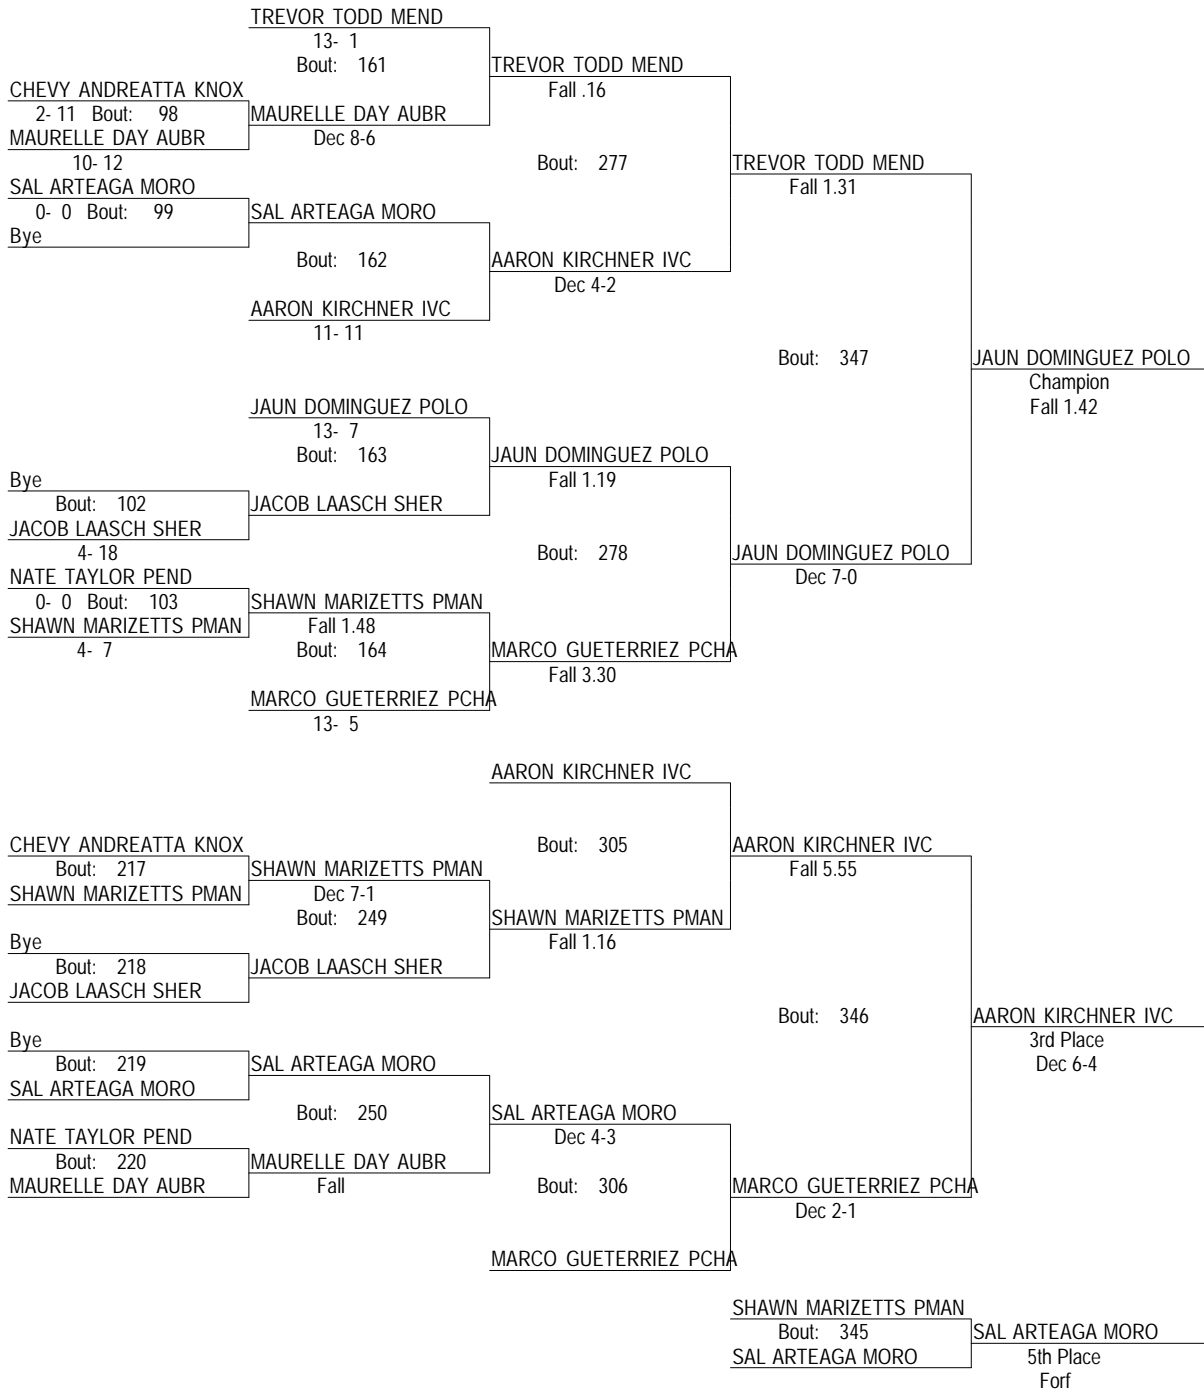 TREVOR TODD MEND
13- 1
Bout: 161
TREVOR TODD MEND
Fall .16
CHEVY ANDREATTA KNOX
2- 11 Bout: 98
MAURELLE DAY AUBR
MAURELLE DAY AUBR
Dec 8-6
10- 12
Bout: 277
TREVOR TODD MEND
Fall 1.31
SAL ARTEAGA MORO
0- 0 Bout: 99
SAL ARTEAGA MORO
Bye
Bout: 162
AARON KIRCHNER IVC
Dec 4-2
AARON KIRCHNER IVC
11- 11
Bout: 347
JAUN DOMINGUEZ POLO
Champion
Fall 1.42
JAUN DOMINGUEZ POLO
13- 7
Bout: 163
JAUN DOMINGUEZ POLO
Fall 1.19
Bye
Bout: 102
JACOB LAASCH SHER
JACOB LAASCH SHER
4- 18
Bout: 278
JAUN DOMINGUEZ POLO
Dec 7-0
NATE TAYLOR PEND
0- 0 Bout: 103
SHAWN MARIZETTS PMAN
SHAWN MARIZETTS PMAN
Fall 1.48
4- 7
Bout: 164
MARCO GUETERRIEZ PCHA
Fall 3.30
MARCO GUETERRIEZ PCHA
13- 5
AARON KIRCHNER IVC
CHEVY ANDREATTA KNOX
Bout: 217
SHAWN MARIZETTS PMAN
Bout: 305
AARON KIRCHNER IVC
Fall 5.55
SHAWN MARIZETTS PMAN
Dec 7-1
Bout: 249
SHAWN MARIZETTS PMAN
Fall 1.16
Bye
Bout: 218
JACOB LAASCH SHER
JACOB LAASCH SHER
Bout: 346
AARON KIRCHNER IVC
3rd Place
Dec 6-4
Bye
Bout: 219
SAL ARTEAGA MORO
SAL ARTEAGA MORO
Bout: 250
SAL ARTEAGA MORO
Dec 4-3
NATE TAYLOR PEND
Bout: 220
MAURELLE DAY AUBR
MAURELLE DAY AUBR
Fall
Bout: 306
MARCO GUETERRIEZ PCHA
Dec 2-1
MARCO GUETERRIEZ PCHA
SHAWN MARIZETTS PMAN
Bout: 345
SAL ARTEAGA MORO
SAL ARTEAGA MORO
5th Place
Forf